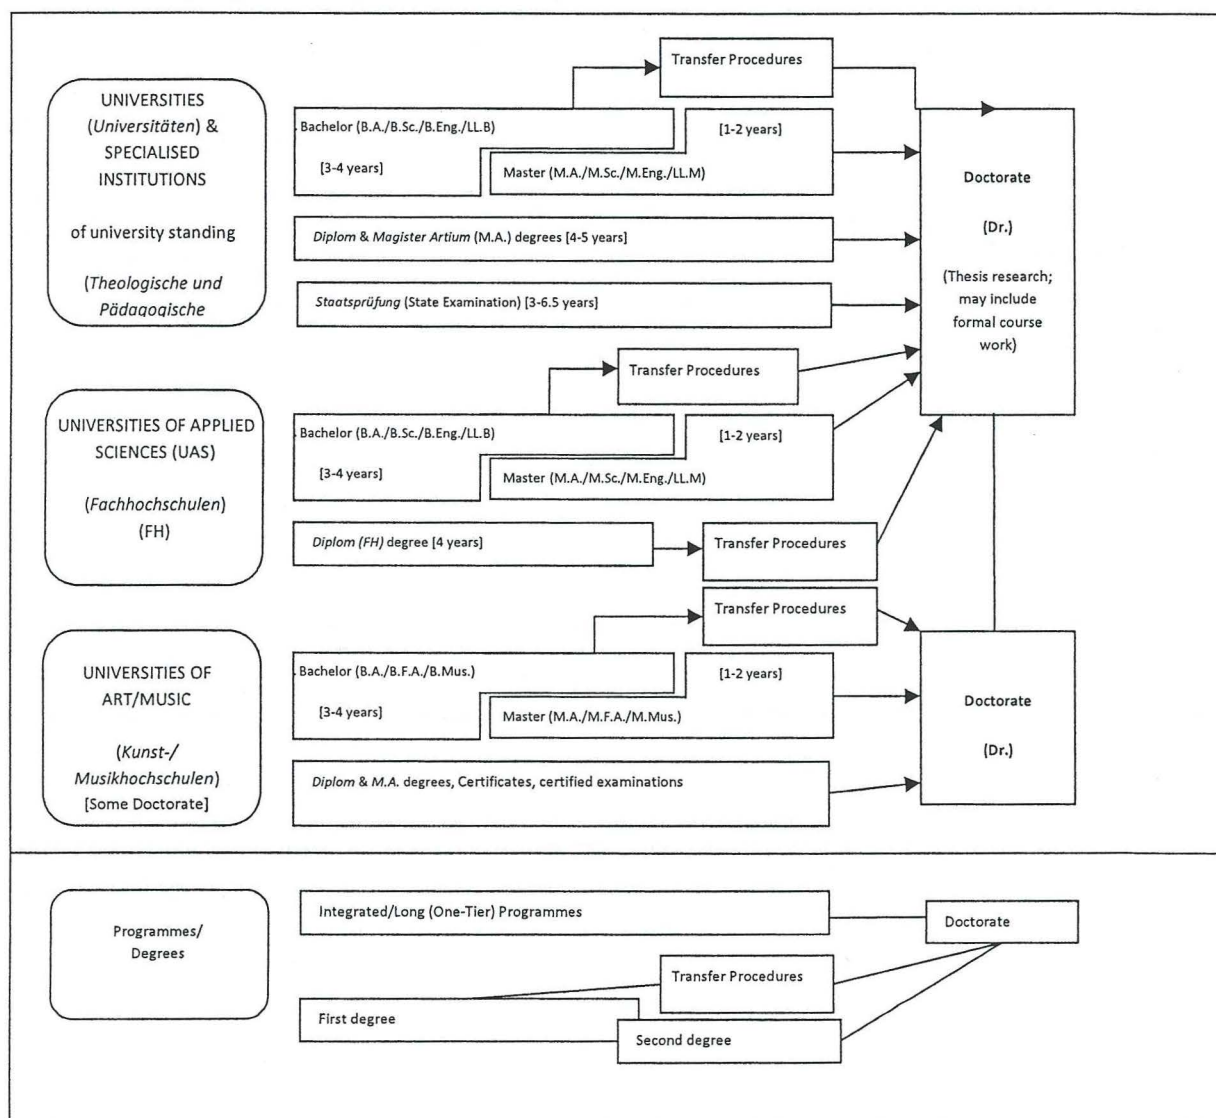 Transfer Procedures
UNIVERSITIES
(Universitäten) &
SPECIALISED
INSTITUTIONS
of university standing
(Theologische und
Pädagogische
. Bachelor (B.A./B.Sc./B.Eng./LL.B)
[3-4 years]
[1-2 years]
Master (M.A./M.Sc./M.Eng./LL.M)
Diplom & Magister Artium (M.A.) degrees [4-5 years]
Staatsprüfung (State Examination) [3-6.5 years]
Doctorate
(Dr.)
(Thesis research;
may include
formal course
work)
Transfer Procedures
UNIVERSITIES OF APPLIED
SCIENCES (UAS)
(Fachhochschulen)
(FH)
. Bachelor (B.A./B.Sc./B.Eng./LL.B)
[3-4 years]
[1-2 years]
Master (M.A./M.Sc./M.Eng./LL.M)
Diplom (FH) degree [4 years]
Transfer Procedures
Transfer Procedures
UNIVERSITIES OF
ART/MUSIC
(Kunst-/
Musikhochschulen)
[Some Doctorate]
. Bachelor (B.A./B.F.A./B.Mus.)
[3-4 years]
[1-2 years]
Master (M.A./M.F.A./M.Mus.)
Diplom & M.A. degrees, Certificates, certified examinations
Doctorate
(Dr.)
Programmes/
Degrees
Integrated/Long (One-Tier) Programmes
Doctorate
Transfer Procedures
First degree
Second degree